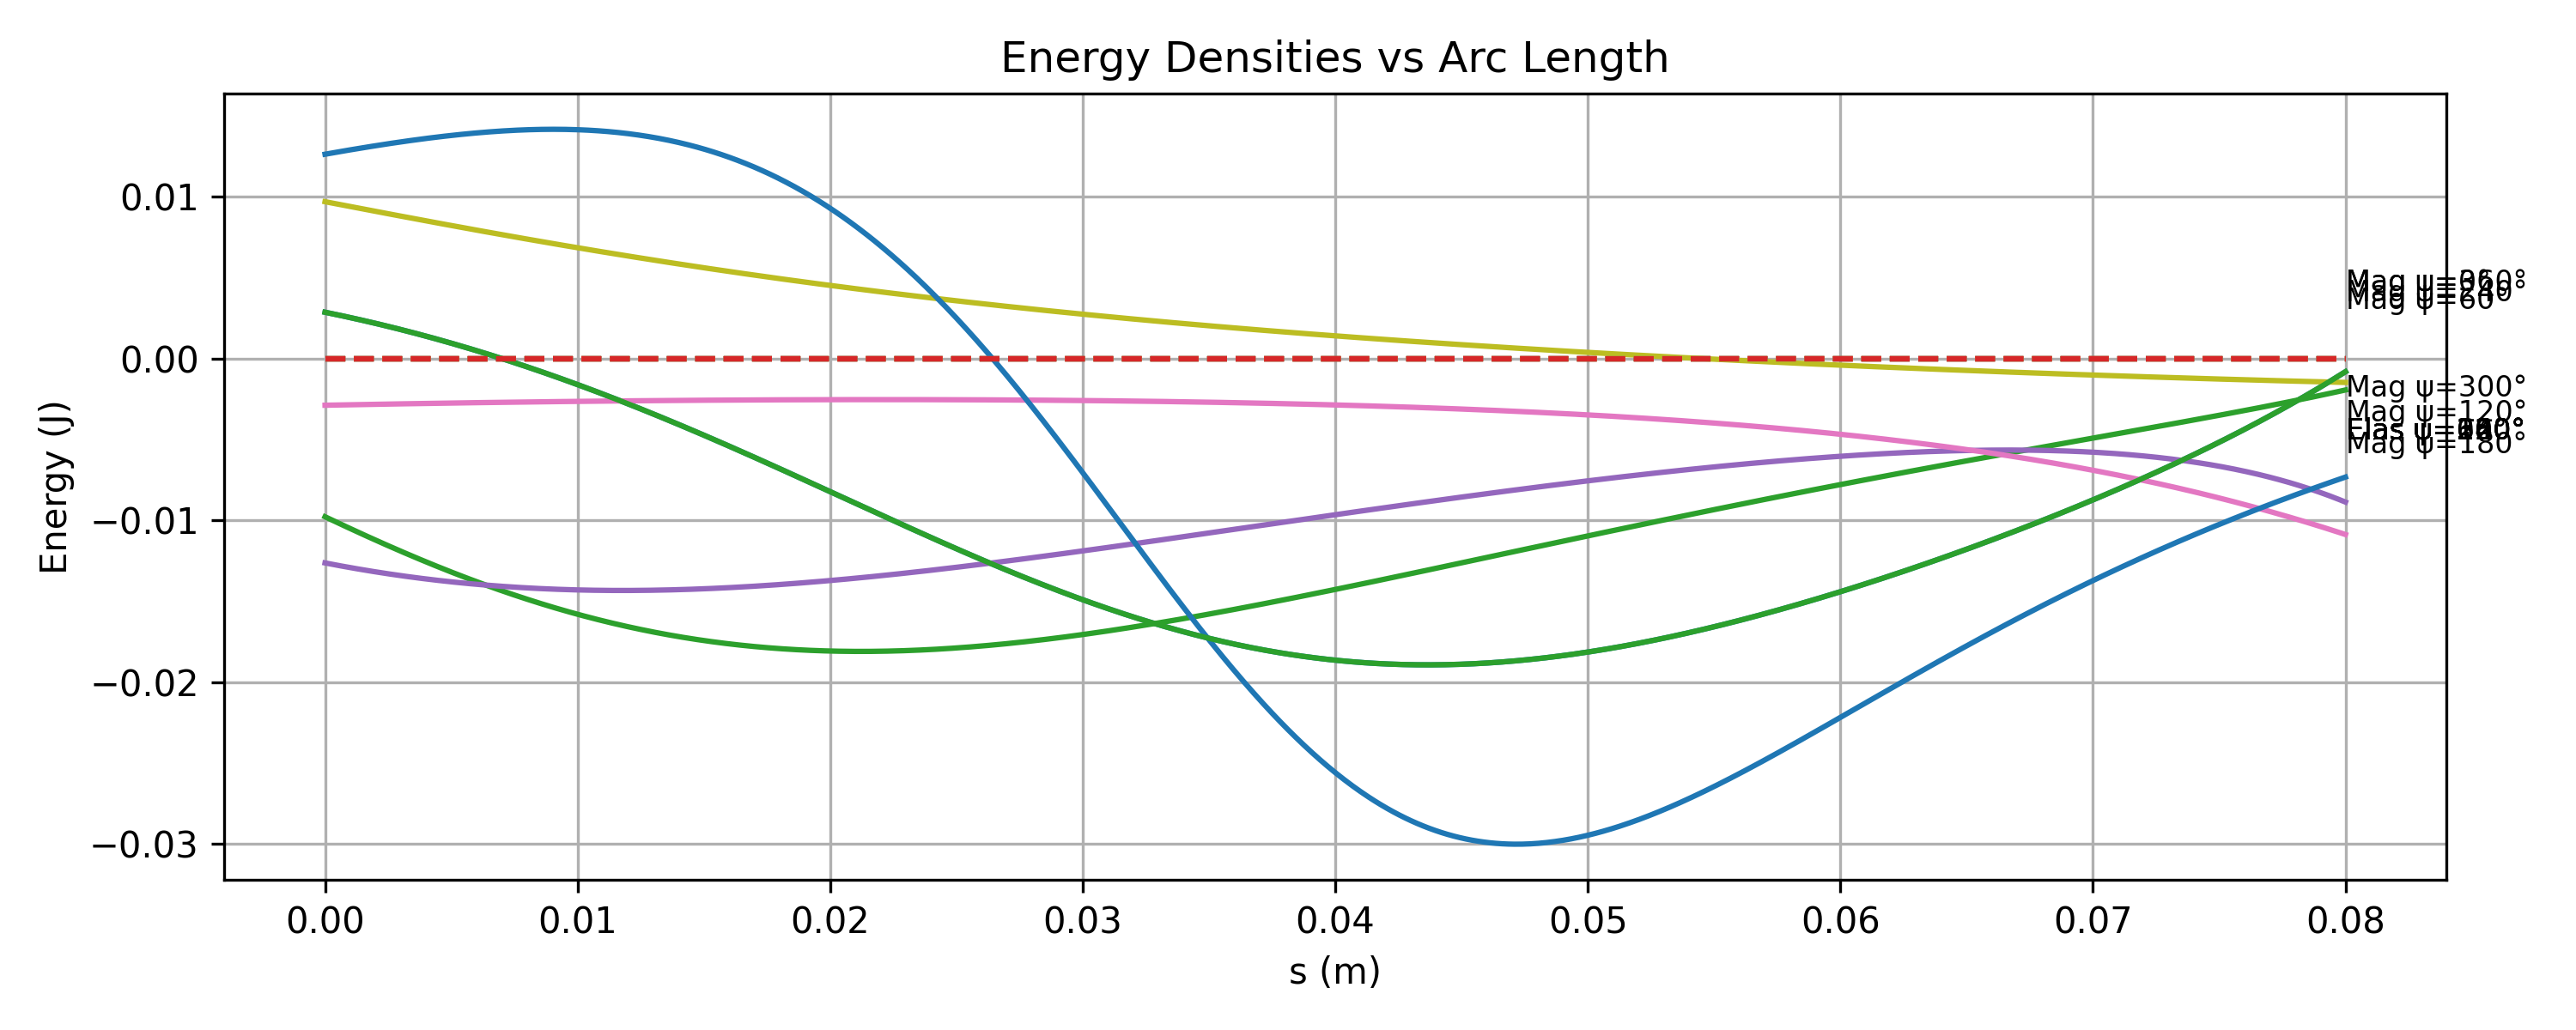 Energy Densities vs Arc Length
Energy (J)
0.01
0.00
−0.01
−0.02
−0.03
Mag ψ=60°
Mag ψ=300°
Mag ψ=120°
Mag ψ=180°
0.00 0.01 0.02 0.03 0.04 0.05 0.06 0.07 0.08
s (m)